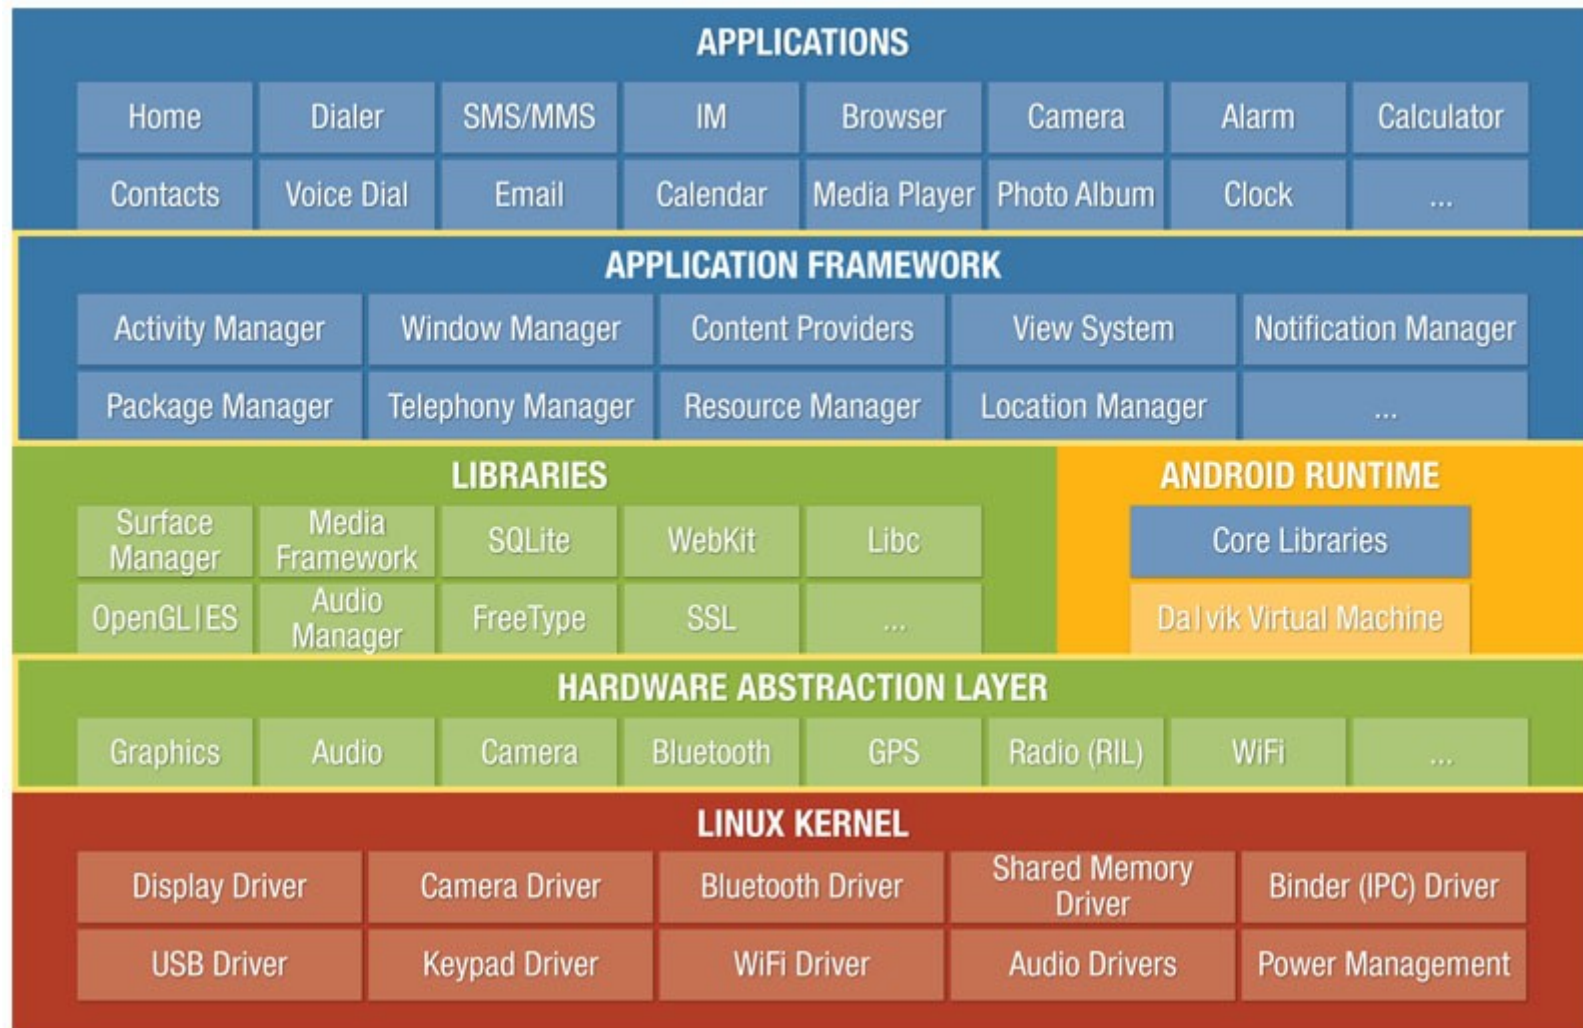 APPLICATIONS
Home Dialer SMS/MMS IM Browser Camera Alarm Calculator
Contacts Voice Dial Email Calendar Media Player Photo Album Clock ...
APPLICATION FRAMEWORK
Activity Manager Window Manager Content Providers View System Notification Manager
Package Manager Telephony Manager Resource Manager Location Manager ...
LIBRARIES
Surface
Manager
Media
Framework
SQLite
WebKit
Libc
OpenGL|ES
Audio
Manager
FreeType
SSL
...
ANDROID RUNTIME
Core Libraries
Dalvik Virtual Machine
HARDWARE ABSTRACTION LAYER
Graphics Audio Camera Bluetooth GPS Radio (RIL) WiFi ...
LINUX KERNEL
Display Driver
Camera Driver
Bluetooth Driver
Shared Memory
Driver
Binder (IPC) Driver
USB Driver Keypad Driver WiFi Driver Audio Drivers Power Management